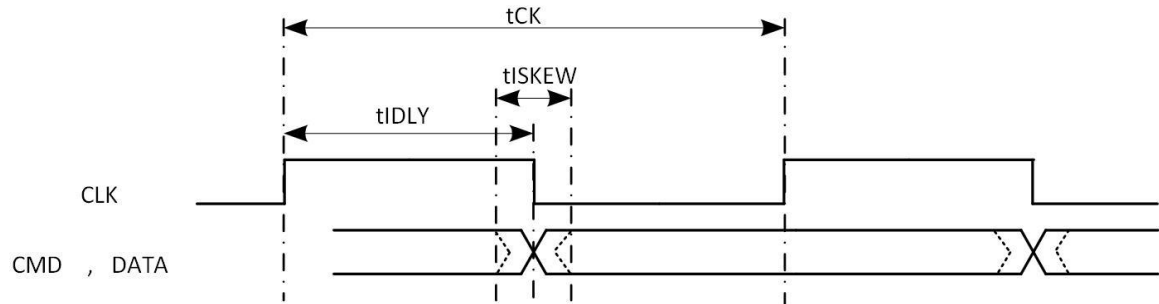 tCK
tISKEW
tIDLY
CLK
CMD , DATA